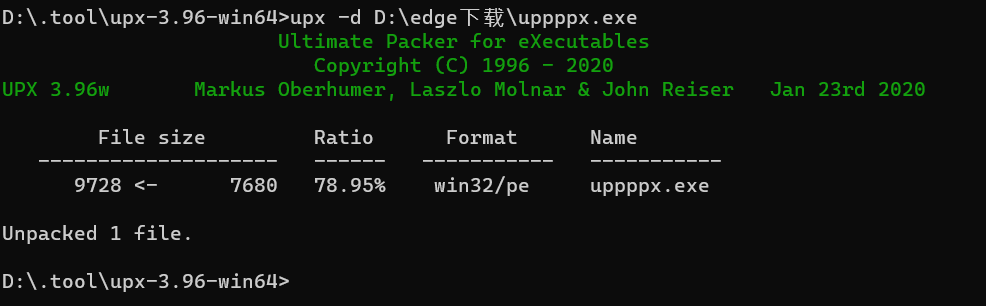 D:\.tool\upx-3.96-win64>upx -d D:\edge下载\uppppx.exe
Ultimate Packer for eXecutables
Copyright (C) 1996 - 2020
UPX 3.96w       Markus Oberhumer, Laszlo Molnar & John Reiser   Jan 23rd 2020
File size         Ratio      Format      Name
--------------------   ------   -----------   -----------
9728 <-      7680   78.95%    win32/pe     uppppx.exe
Unpacked 1 file.
D:\.tool\upx-3.96-win64>